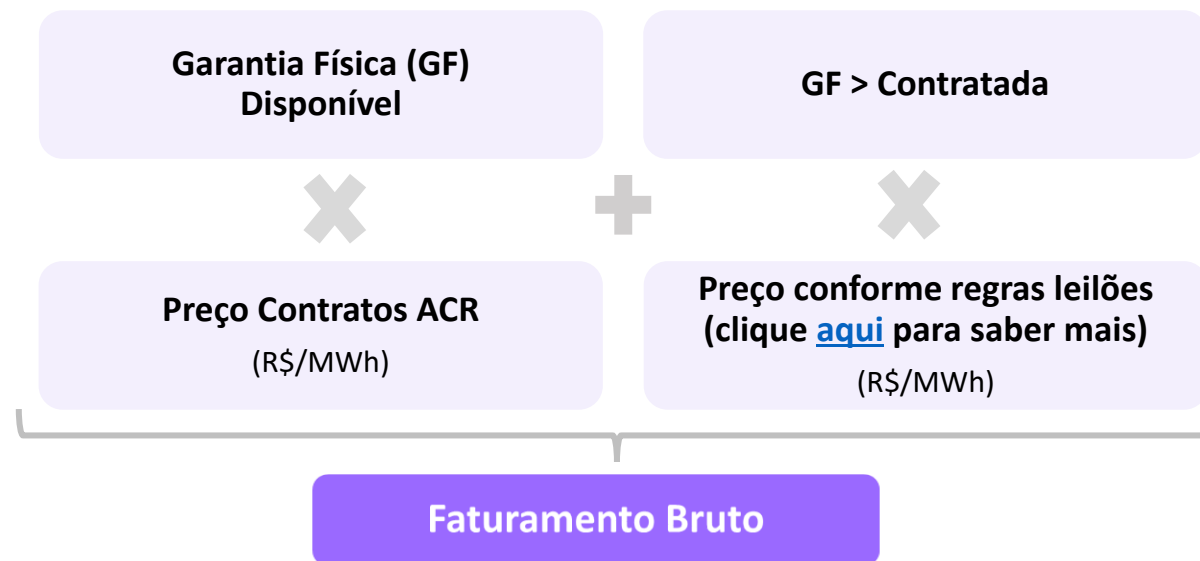 Garantia Física (GF)
Disponível
GF > Contratada
Preço Contratos ACR
(R$/MWh)
Preço conforme regras leilões
(clique aqui para saber mais)
(R$/MWh)
Faturamento Bruto